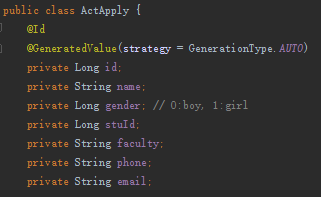 public class ActApply {
@Id
@GeneratedValue(strategy = GenerationType.AUTO)
private Long id;
private String name;
private Long gender; // 0:boy, 1:girl
private Long stuId;
private String faculty;
private String phone;
private String email;